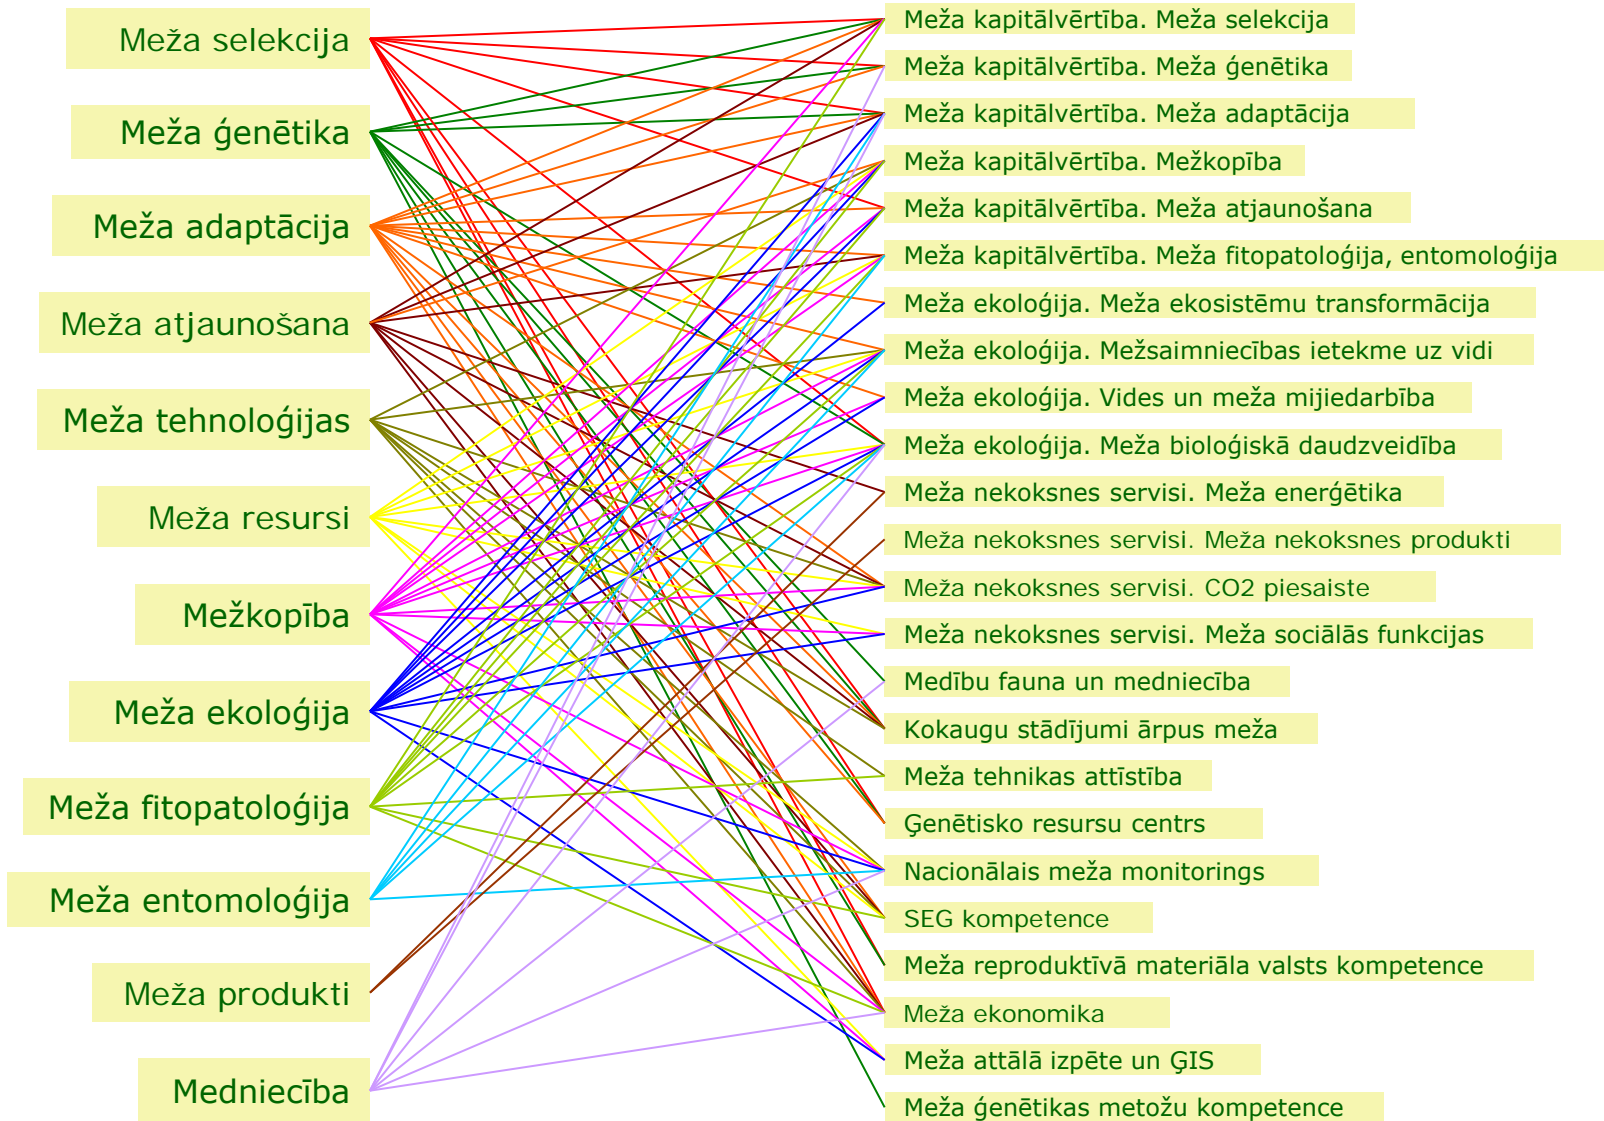 Meža selekcija
Meža ģenētika
Meža adaptācija
Meža atjaunošana
Meža tehnoloģijas
Meža resursi
Mežkopība
Meža ekoloģija
Meža fitopatoloģija
Meža entomoloģija
Meža produkti
Medniecība
Meža kapitālvērtība. Meža selekcija
Meža kapitālvērtība. Meža ģenētika
Meža kapitālvērtība. Meža adaptācija
Meža kapitālvērtība. Mežkopība
Meža kapitālvērtība. Meža atjaunošana
Meža kapitālvērtība. Meža fitopatoloģija, entomoloģija
Meža ekoloģija. Meža ekosistēmu transformācija
Meža ekoloģija. Mežsaimniecības ietekme uz vidi
Meža ekoloģija. Vides un meža mijiedarbība
Meža ekoloģija. Meža bioloģiskā daudzveidība
Meža nekoksnes servisi. Meža enerģētika
Meža nekoksnes servisi. Meža nekoksnes produkti
Meža nekoksnes servisi. CO2 piesaiste
Meža nekoksnes servisi. Meža sociālās funkcijas
Medību fauna un medniecība
Kokaugu stādījumi ārpus meža
Meža tehnikas attīstība
Ģenētisko resursu centrs
Nacionālais meža monitorings
SEG kompetence
Meža reproduktīvā materiāla valsts kompetence
Meža ekonomika
Meža attālā izpēte un ĢIS
Meža ģenētikas metožu kompetence